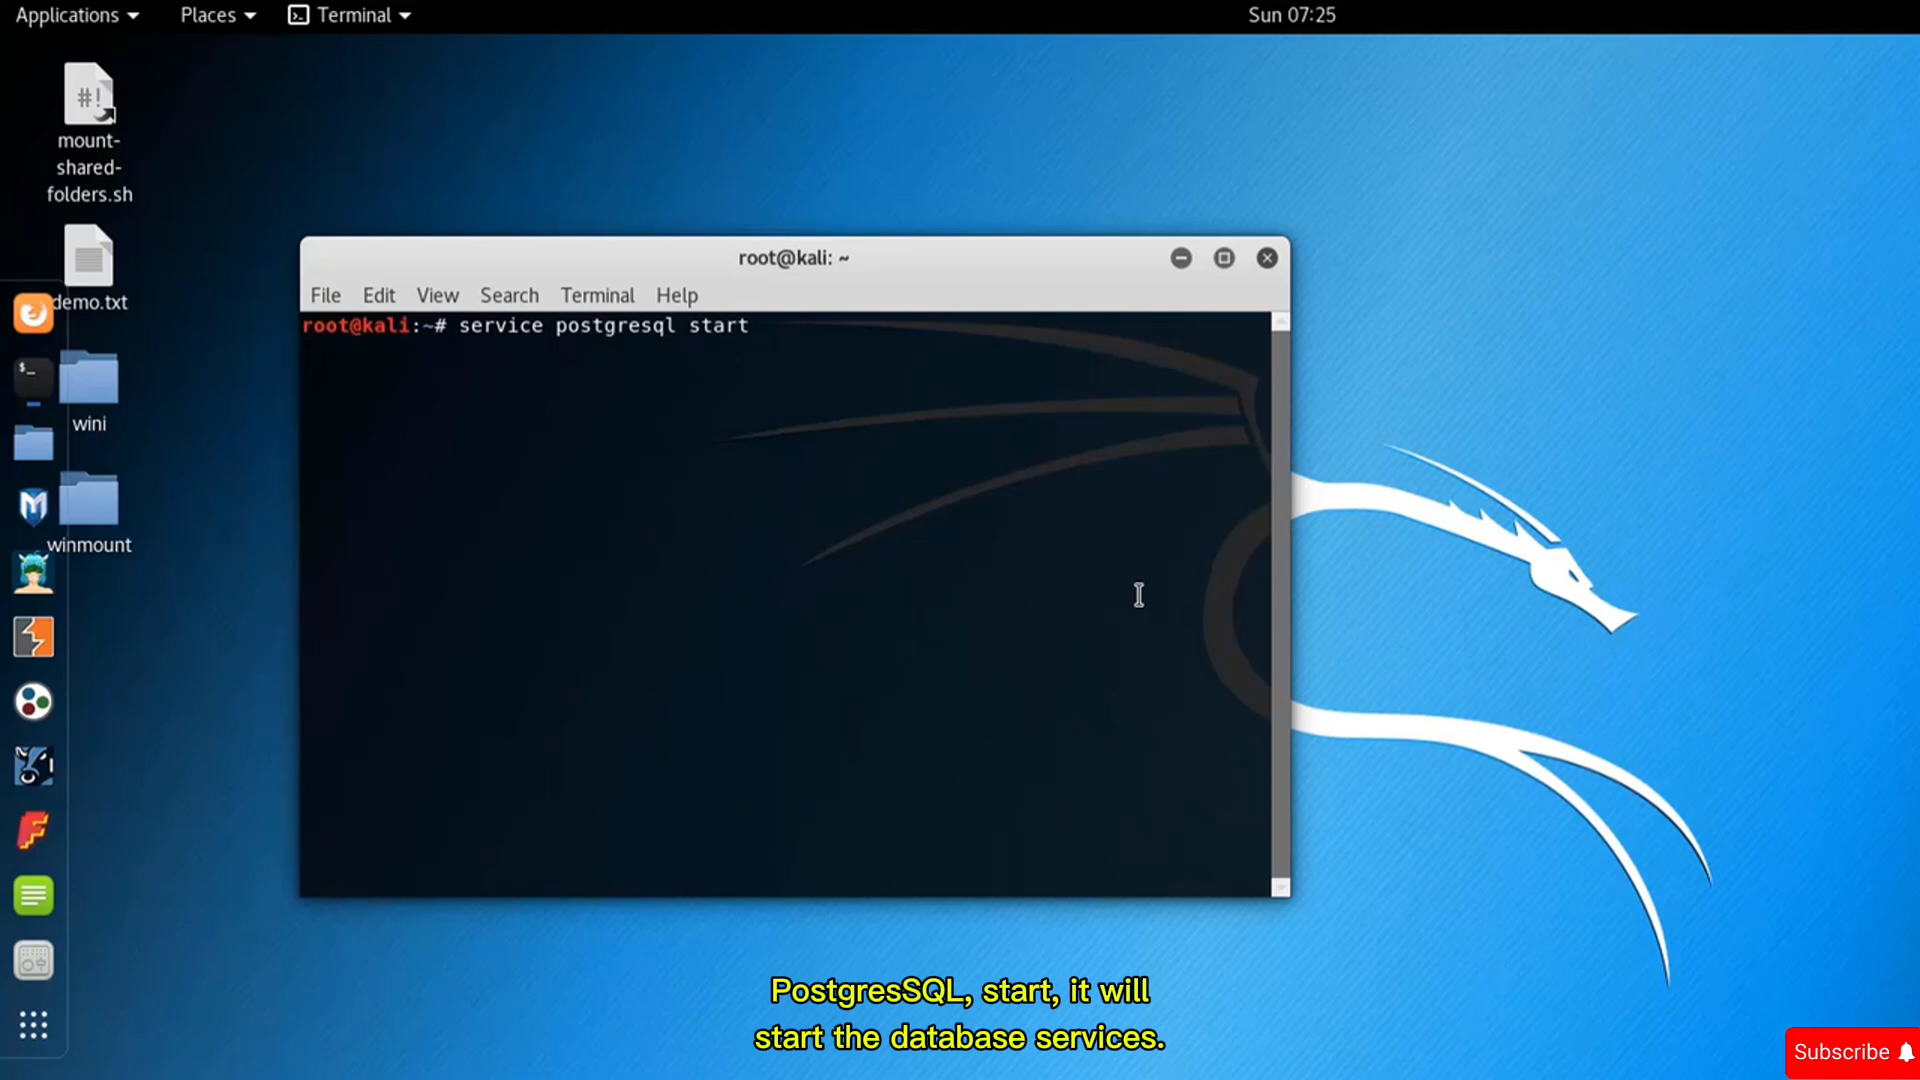 Applications
Places
Terminal
Sun 07:25
#!
mount-
shared-
folders.sh
demo.txt
$_
wini
winmount
root@kali: ~
File Edit View Search Terminal Help
root@kali:~# service postgresql start
PostgresSQL, start, it will
start the database services.
Subscribe